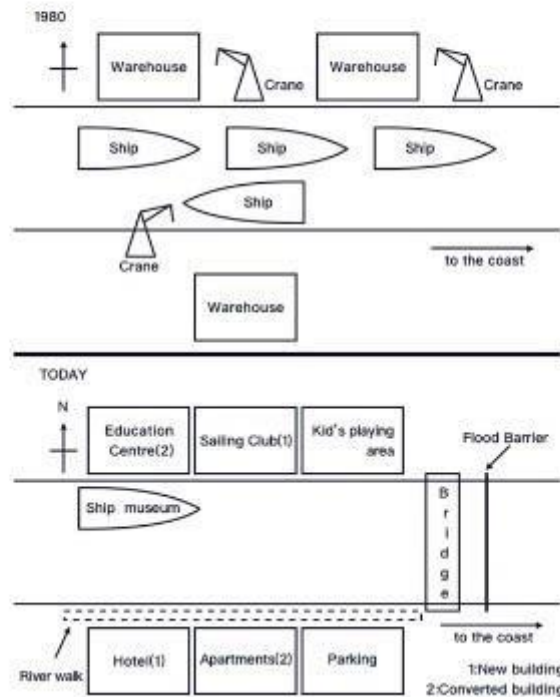 1980
Warehouse
Crane
Warehouse
Crane
Ship
Ship
Ship
Ship
Crane
to the coast
Warehouse
TODAY
N
Education
Centre(2)
Sailing Club(1)
Kid's playing
area
Flood Barrier
Ship museum
Bridge
to the coast
River walk
Hotel(1)
Apartments(2)
Parking
1:New building
2:Converted building